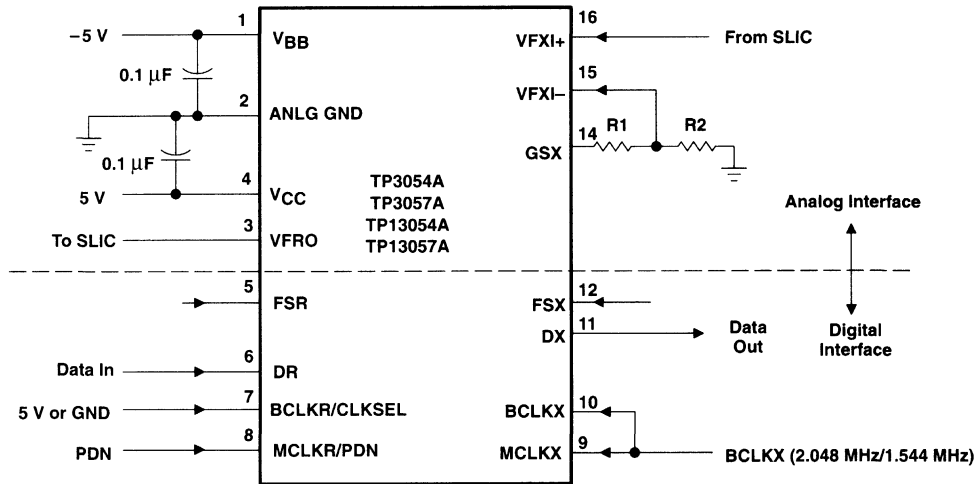 −5 V
1
V_BB
0.1 μF
2
ANLG GND
0.1 μF
4
5 V
V_CC
3
To SLIC
VFRO
TP3054A
TP3057A
TP13054A
TP13057A
16
VFXI+
From SLIC
15
VFXI−
14
GSX
R1
R2
Analog Interface
5
FSR
12
FSX
11
DX
Data
Out
Digital
Interface
6
Data In
DR
7
5 V or GND
BCLKR/CLKSEL
8
PDN
MCLKR/PDN
10
BCLKX
9
MCLKX
BCLKX (2.048 MHz/1.544 MHz)